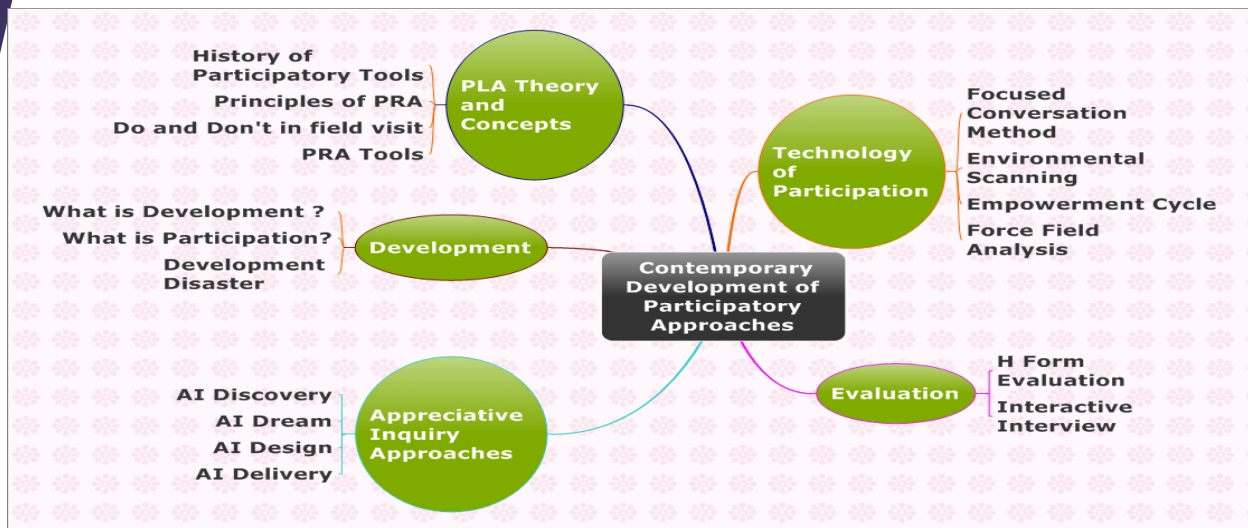 History of
Participatory Tools
Principles of PRA
Do and Don't in field visit
PRA Tools
PLA Theory
and
Concepts
What is Development ?
What is Participation?
Development
Disaster
Development
AI Discovery
AI Dream
AI Design
AI Delivery
Appreciative
Inquiry
Approaches
Contemporary
Development of
Participatory
Approaches
Technology
of
Participation
Focused
Conversation
Method
Environmental
Scanning
Empowerment Cycle
Force Field
Analysis
Evaluation
H Form
Evaluation
Interactive
Interview